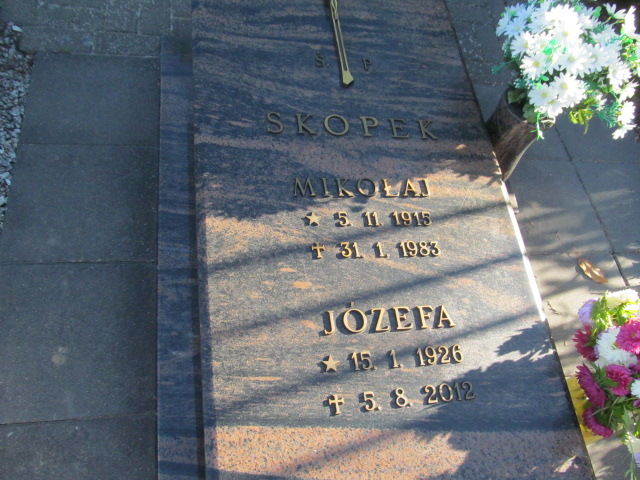 Ś. P
SKOPEK
MIKOŁAJ
★ 5. 11. 1915
✝ 31. 1. 1983
JÓZEFA
★ 15. 1. 1926
✝ 5. 8. 2012